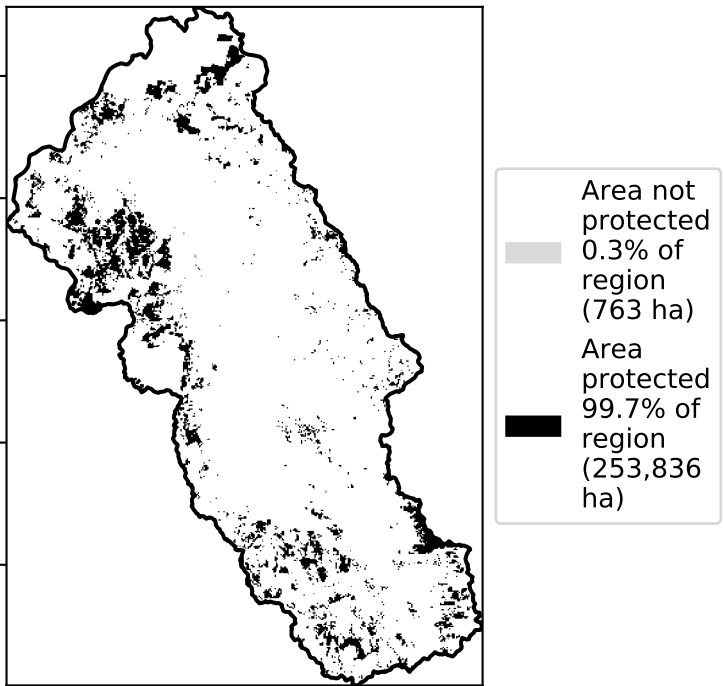 Area not
protected
0.3% of
region
(763 ha)
Area
protected
99.7% of
region
(253,836
ha)